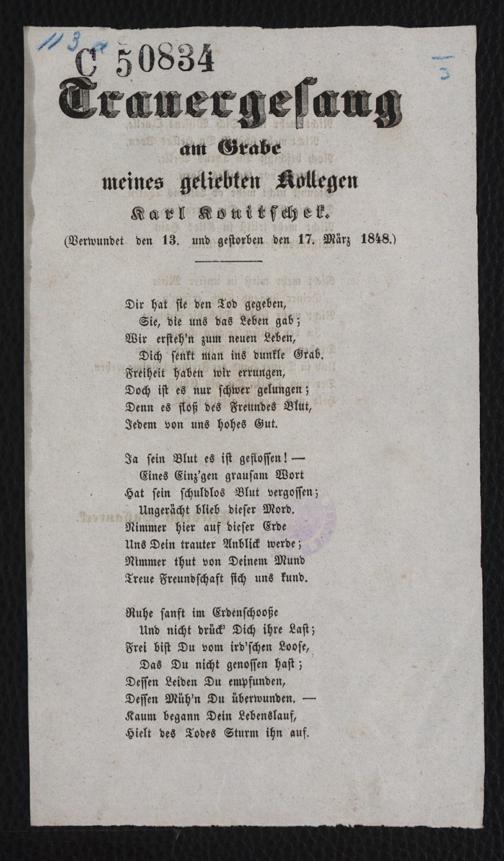 113
C 50834
3
Trauergesang
am Grabe
meines geliebten Kollegen
Karl Konitschek.
(Verwundet den 13. und gestorben den 17. März 1848.)
Dir hat sie den Tod gegeben,
Sie, die uns das Leben gab;
Wir ersteh'n zum neuen Leben,
Dich senkt man ins dunkle Grab.
Freiheit haben wir errungen,
Doch ist es nur schwer gelungen;
Denn es floß des Freundes Blut,
Jedem von uns hohes Gut.
Ja sein Blut es ist geflossen! —
Eines Einz'gen grausam Wort
Hat sein schuldlos Blut vergossen;
Ungerächt blieb dieser Mord.
Nimmer hier auf dieser Erde
Uns Dein trauter Anblick werde;
Nimmer thut von Deinem Mund
Treue Freundschaft sich uns kund.
Ruhe sanft im Erdenschooße
Und nicht drück' Dich ihre Last;
Frei bist Du vom ird'schen Loose,
Das Du nicht genossen hast;
Dessen Leiden Du empfunden,
Dessen Müh'n Du überwunden. —
Kaum begann Dein Lebenslauf,
Hielt des Todes Sturm ihn auf.